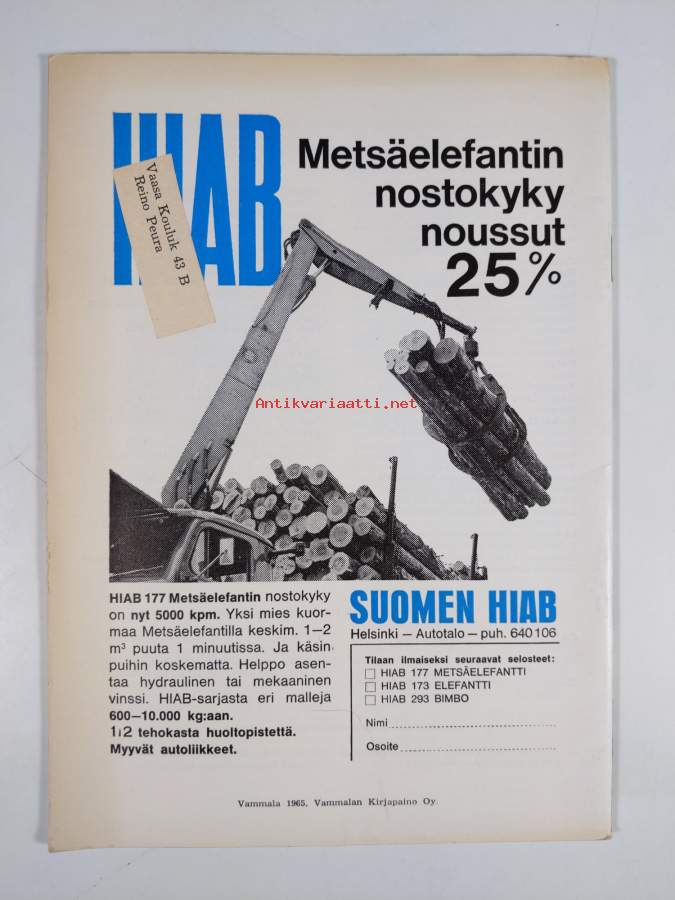 HIAB
Vaasa Kouluk 43 B
Reino Peura
Metsäelefantin
nostokyky
noussut
25%
Antikvariaatti.net
HIAB 177 Metsäelefantin nostokyky
on nyt 5000 kpm. Yksi mies kuor-
maa Metsäelefantilla keskim. 1—2
m³ puuta 1 minuutissa. Ja käsin
puihin koskematta. Helppo asen-
taa hydraulinen tai mekaaninen
vinssi. HIAB-sarjasta eri malleja
600—10.000 kg:aan.
112 tehokasta huoltopistettä.
Myyvät autoliikkeet.
SUOMEN HIAB
Helsinki — Autotalo — puh. 640 106
Tilaan ilmaiseksi seuraavat selosteet:
HIAB 177 METSÄELEFANTTI
HIAB 173 ELEFANTTI
HIAB 293 BIMBO
Nimi
Osoite
Vammala 1965. Vammalan Kirjapaino Oy.